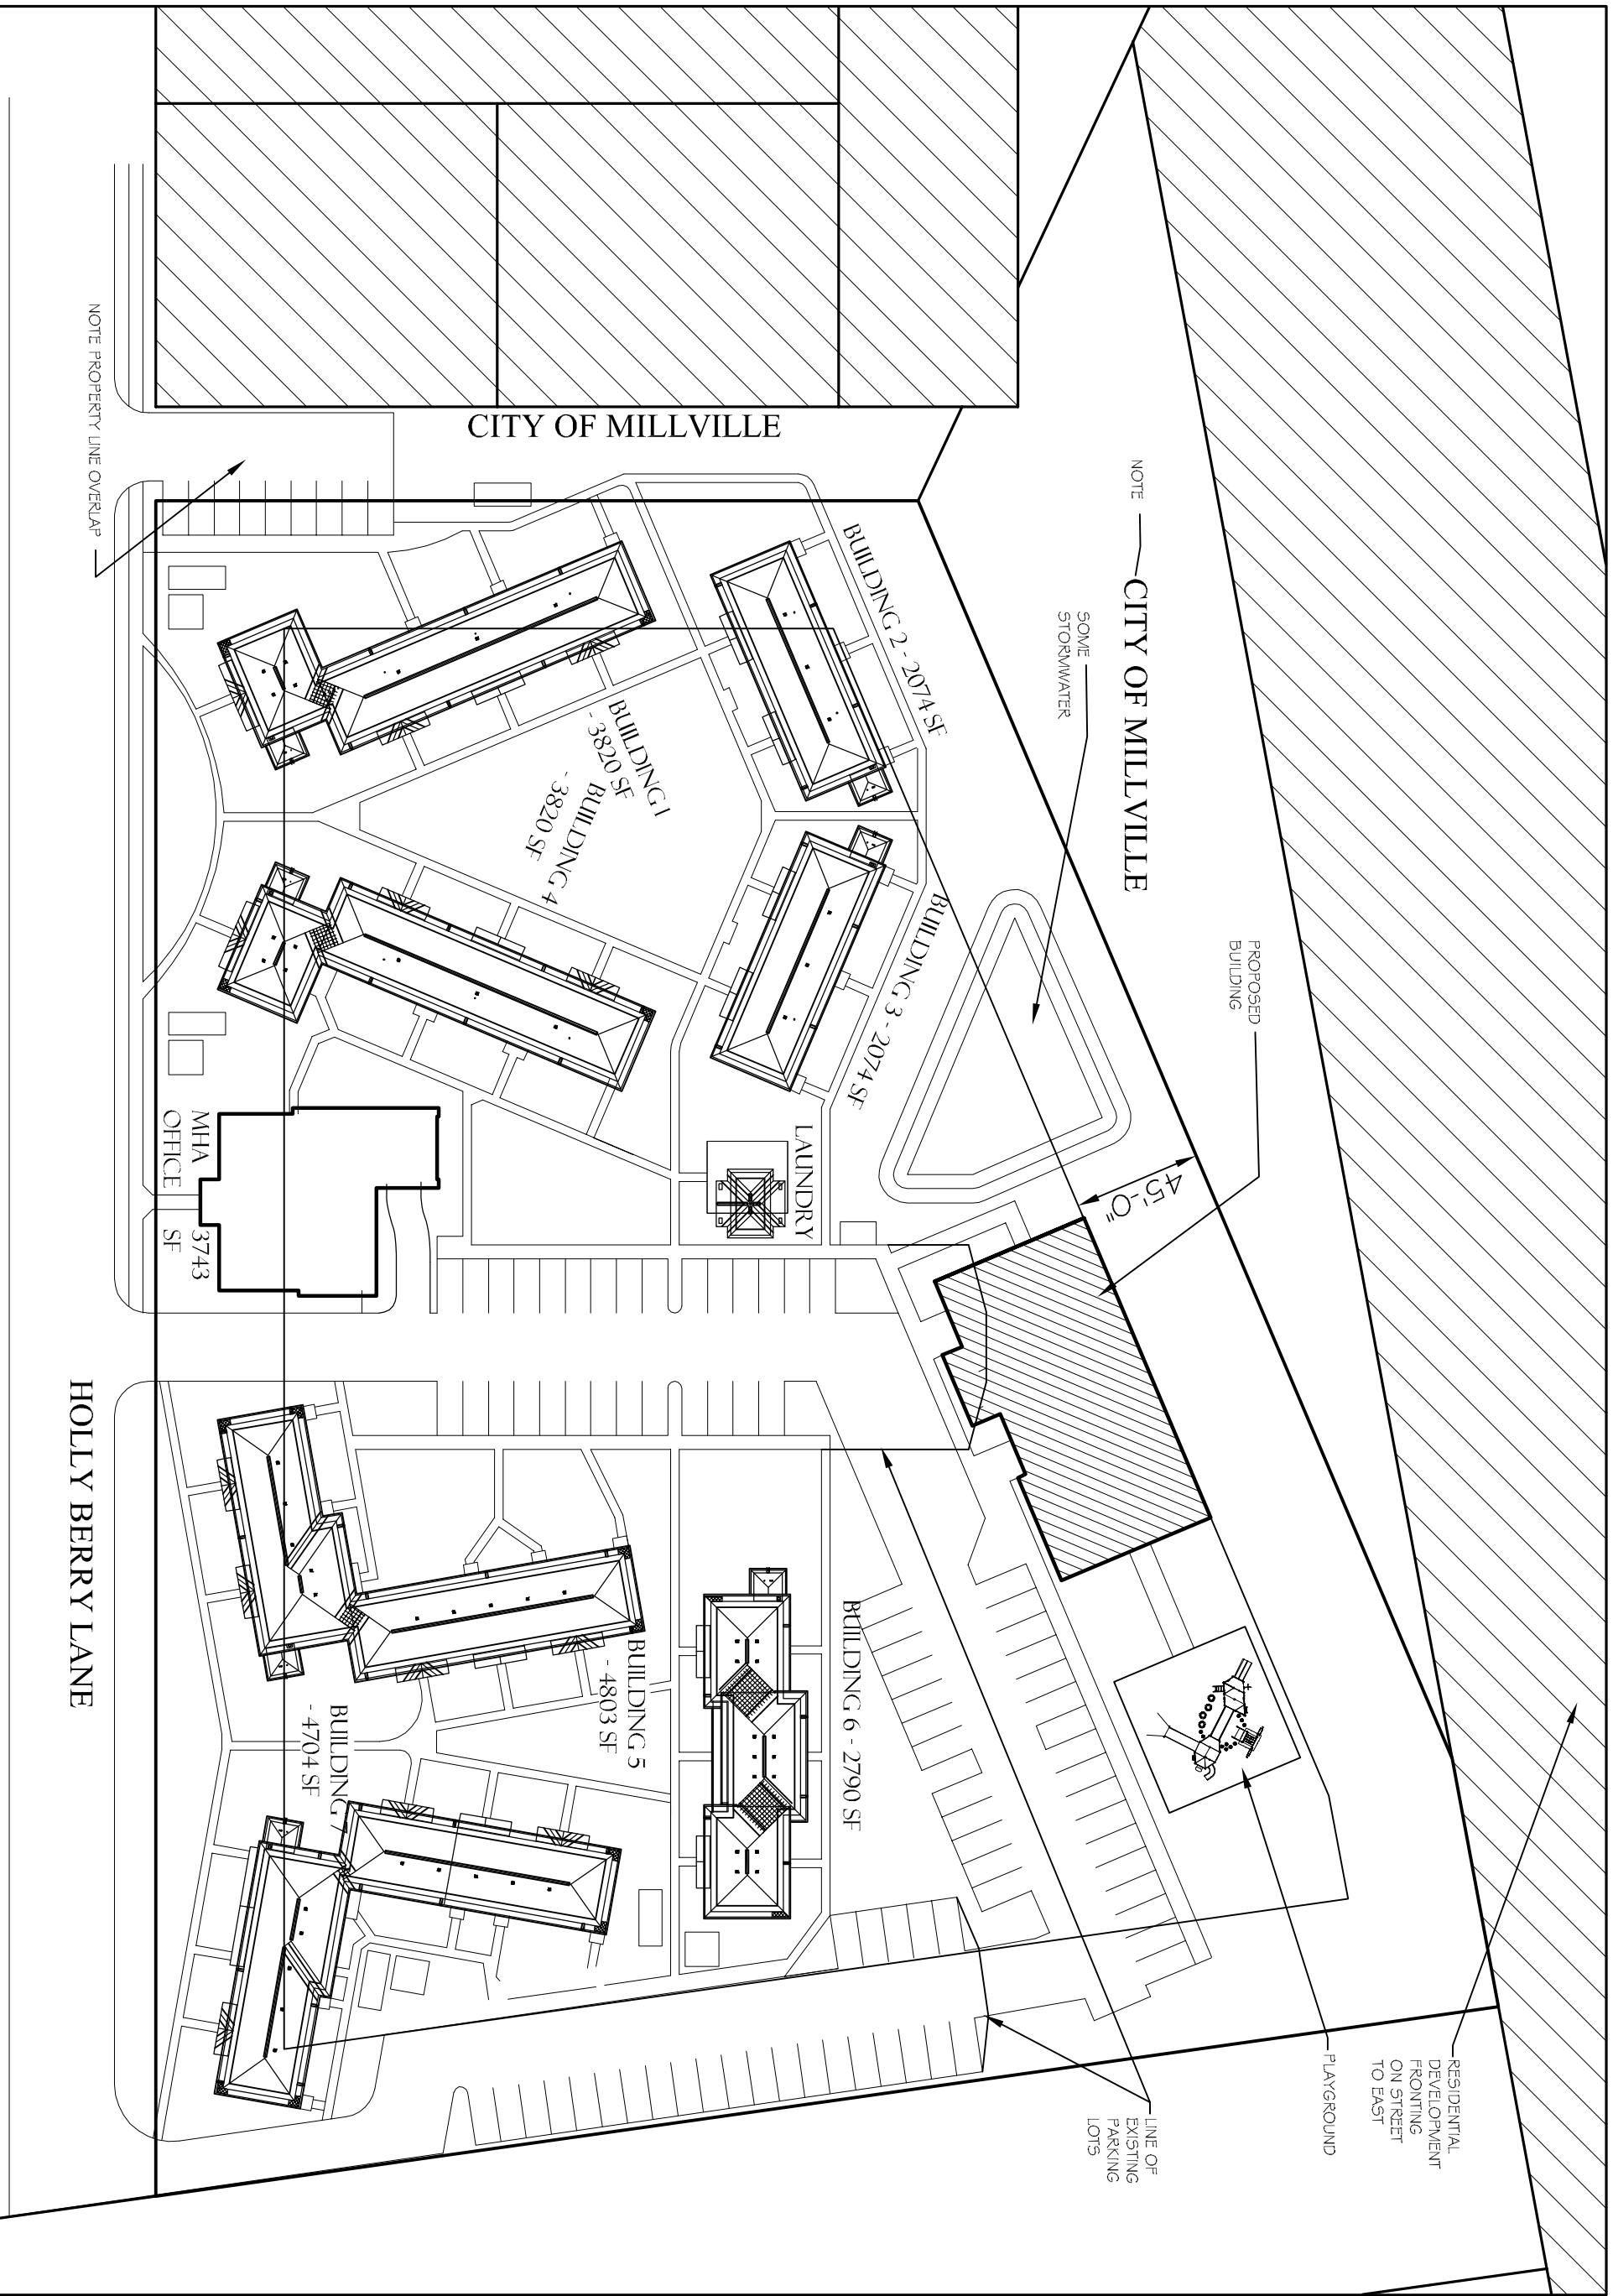 RESIDENTIAL
DEVELOPMENT
FRONTING
ON STREET
TO EAST
PLAYGROUND
LINE OF
EXISTING
PARKING
LOTS
PROPOSED
BUILDING
45'-0"
NOTE
CITY OF MILLVILLE
SOME
STORMWATER
CITY OF MILLVILLE
BUILDING 2 - 2074 SF
BUILDING 3 - 2074 SF
LAUNDRY
BUILDING 6 - 2790 SF
BUILDING 1
- 3820 SF
BUILDING 4
- 3820 SF
BUILDING 5
- 4803 SF
BUILDING 7
- 4704 SF
MHA 3743
OFFICE SF
NOTE PROPERTY LINE OVERLAP
HOLLY BERRY LANE